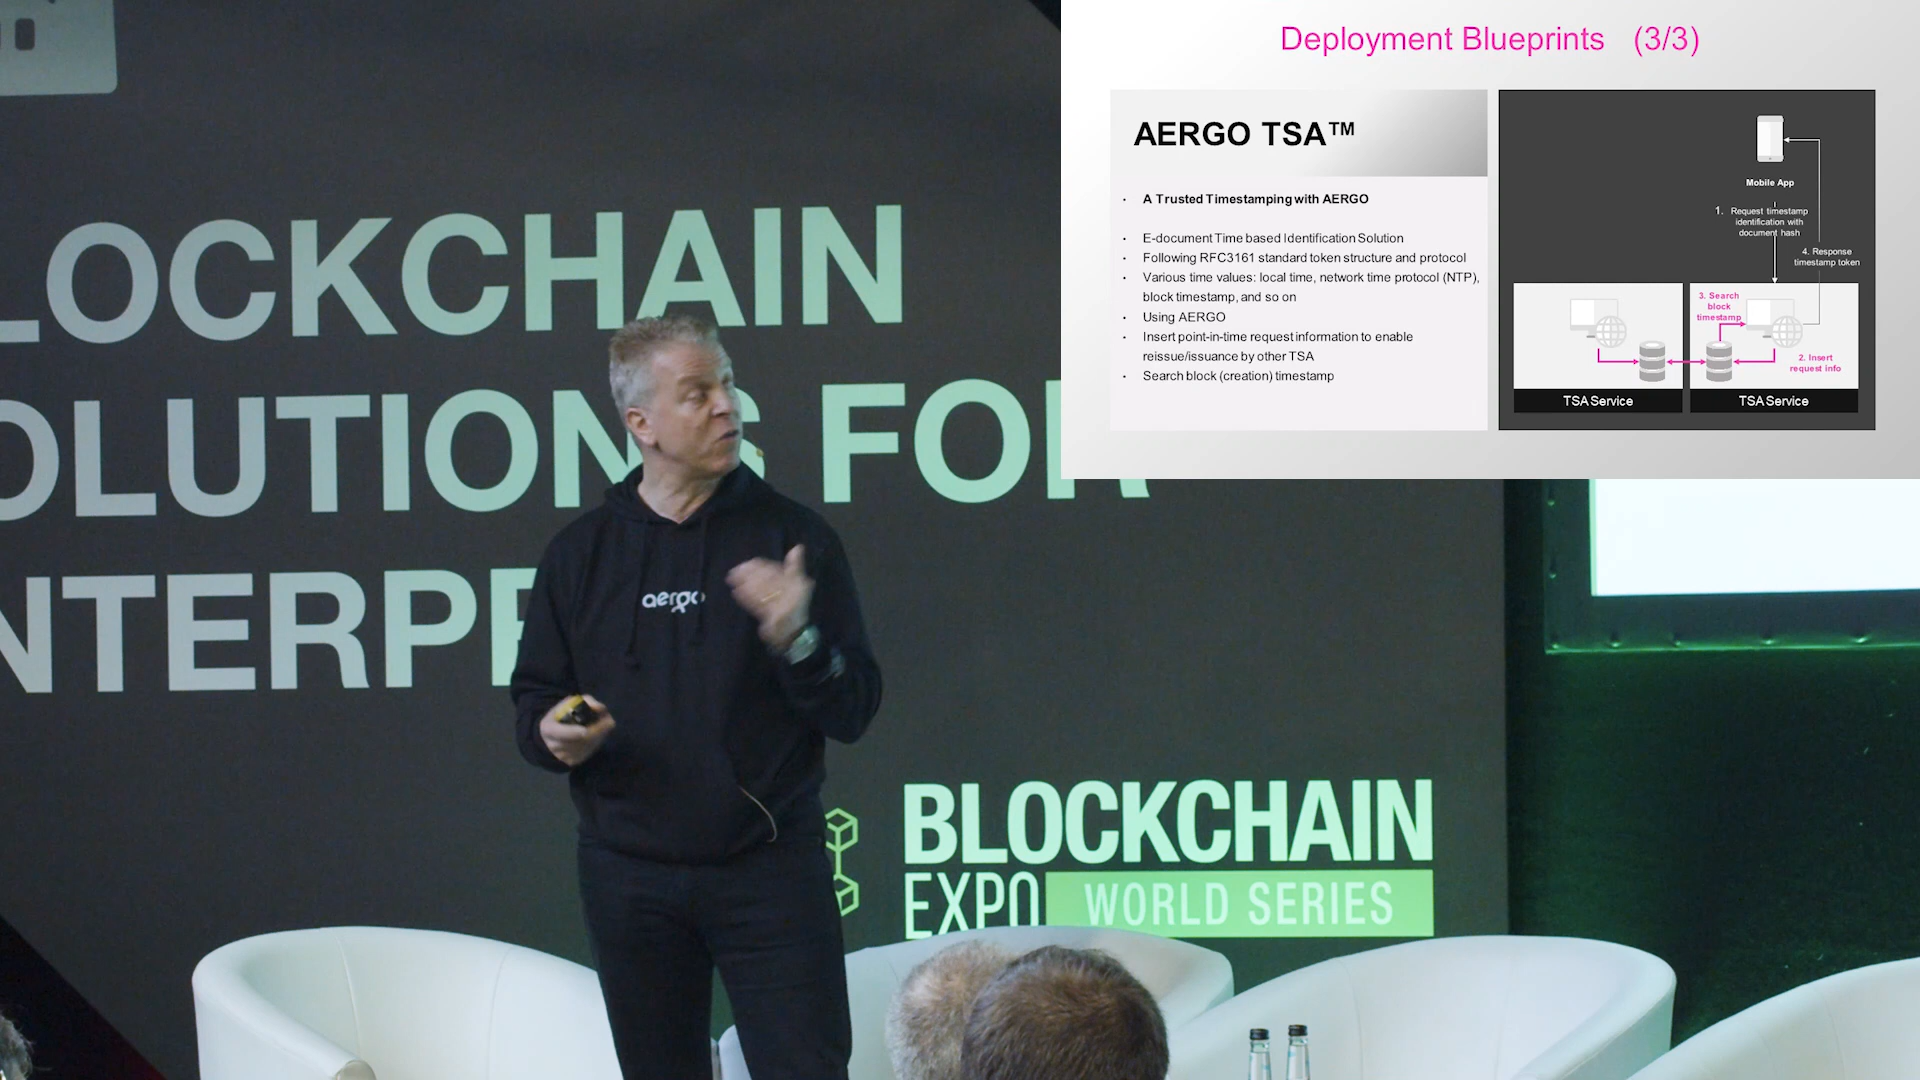 LOCKCHAIN
OLUTIONS FOR
NTERPR
aergo
BLOCKCHAIN
EXPO WORLD SERIES
Deployment Blueprints (3/3)
AERGO TSA™
• A Trusted Timestamping with AERGO
• E-document Time based Identification Solution
• Following RFC3161 standard token structure and protocol
• Various time values: local time, network time protocol (NTP),
block timestamp, and so on
• Using AERGO
• Insert point-in-time request information to enable
reissue/issuance by other TSA
• Search block (creation) timestamp
Mobile App
1. Request timestamp
identification with
document hash
4. Response
timestamp token
3. Search
block
timestamp
2. Insert
request info
TSA Service
TSA Service